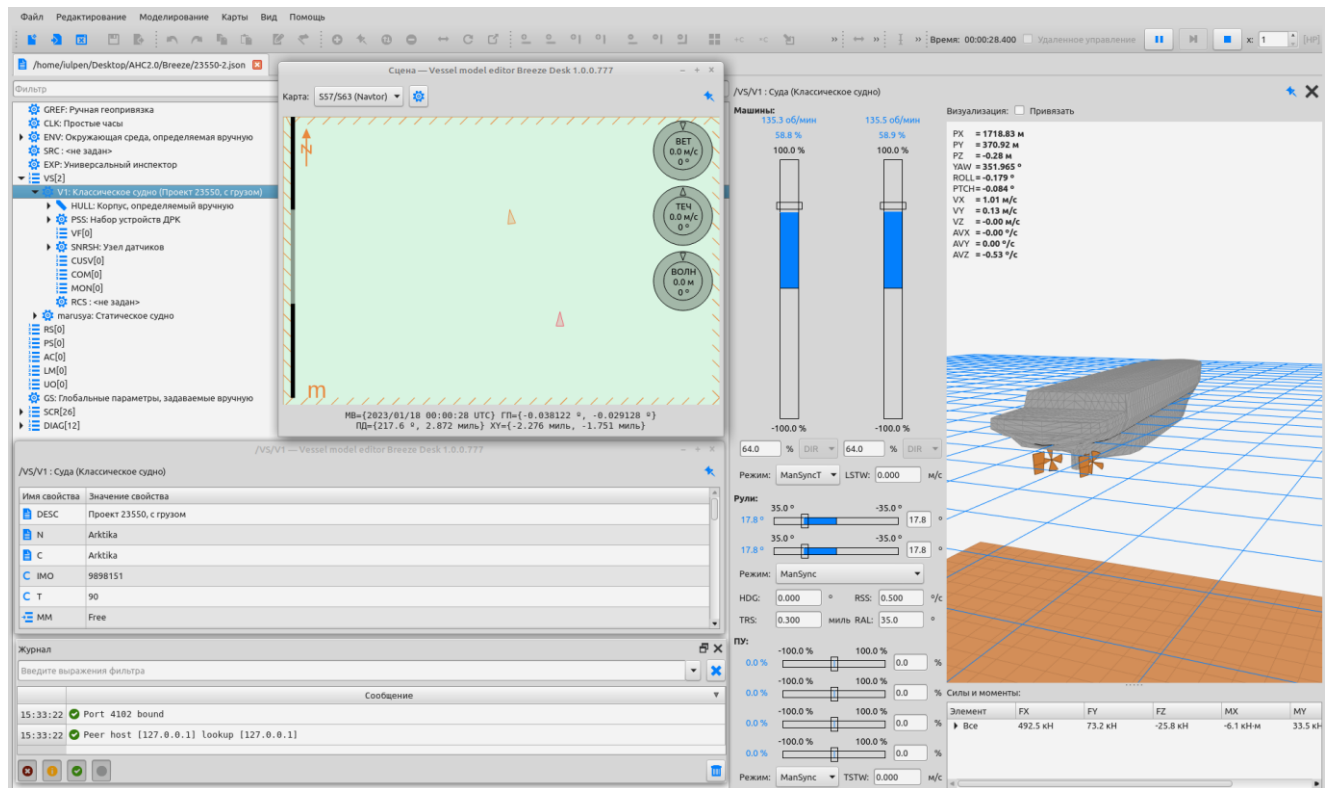 Файл Редактирование Моделирование Карты Вид Помощь
Время: 00:00:28.400 Удаленное управление x: 1 [HP]
/home/iulpen/Desktop/AHC2.0/Breeze/23550-2.json
Фильтр
GREF: Ручная геопривязка
CLK: Простые часы
ENV: Окружающая среда, определяемая вручную
SRC : <не задан>
EXP: Универсальный инспектор
VS[2]
V1: Классическое судно (Проект 23550, с грузом)
HULL: Корпус, определяемый вручную
PSS: Набор устройств ДРК
VF[0]
SNRSH: Узел датчиков
CUSV[0]
COM[0]
MON[0]
RCS : <не задан>
marusya: Статическое судно
RS[0]
PS[0]
AC[0]
LM[0]
UO[0]
GS: Глобальные параметры, задаваемые вручную
SCR[26]
DIAG[12]
Сцена — Vessel model editor Breeze Desk 1.0.0.777
Карта: S57/S63 (Navtor)
N
ВЕТ
0.0 м/с
0 °
ТЕЧ
0.0 м/с
0 °
ВОЛН
0.0 м
0 °
m
МВ={2023/01/18 00:00:28 UTC} ГП={-0.038122 º, -0.029128 º}
ПД={217.6 º, 2.872 миль} XY={-2.276 миль, -1.751 миль}
/VS/V1 — Vessel model editor Breeze Desk 1.0.0.777
/VS/V1 : Суда (Классическое судно)
Имя свойства Значение свойства
DESC Проект 23550, с грузом
N Arktika
C Arktika
IMO 9898151
T 90
MM Free
Журнал
Введите выражения фильтра
Сообщение
15:33:22 Port 4102 bound
15:33:22 Peer host [127.0.0.1] lookup [127.0.0.1]
/VS/V1 : Суда (Классическое судно)
Машины:
135.3 об/мин 135.5 об/мин
58.8 % 58.9 %
100.0 % 100.0 %
-100.0 % -100.0 %
64.0 % DIR 64.0 % DIR
Режим: ManSyncT LSTW: 0.000 м/с
Рули:
35.0 ° -35.0 °
17.8 ° 17.8 °
35.0 ° -35.0 °
17.8 ° 17.8 °
Режим: ManSync
HDG: 0.000 ° RSS: 0.500 °/с
TRS: 0.300 миль RAL: 35.0 °
ПУ:
-100.0 % 100.0 %
0.0 % 0.0 %
-100.0 % 100.0 %
0.0 % 0.0 %
-100.0 % 100.0 %
0.0 % 0.0 %
-100.0 % 100.0 %
0.0 % 0.0 %
Режим: ManSync TSTW: 0.000 м/с
Визуализация: Привязать
PX = 1718.83 м
PY = 370.92 м
PZ = -0.28 м
YAW = 351.965 °
ROLL= -0.179 °
PTCH= -0.084 °
VX = 1.01 м/с
VY = 0.13 м/с
VZ = -0.00 м/с
AVX = -0.00 °/с
AVY = 0.00 °/с
AVZ = -0.53 °/с
Силы и моменты:
Элемент FX FY FZ MX MY
Все 492.5 кН 73.2 кН -25.8 кН -6.1 кН·м 33.5 кН